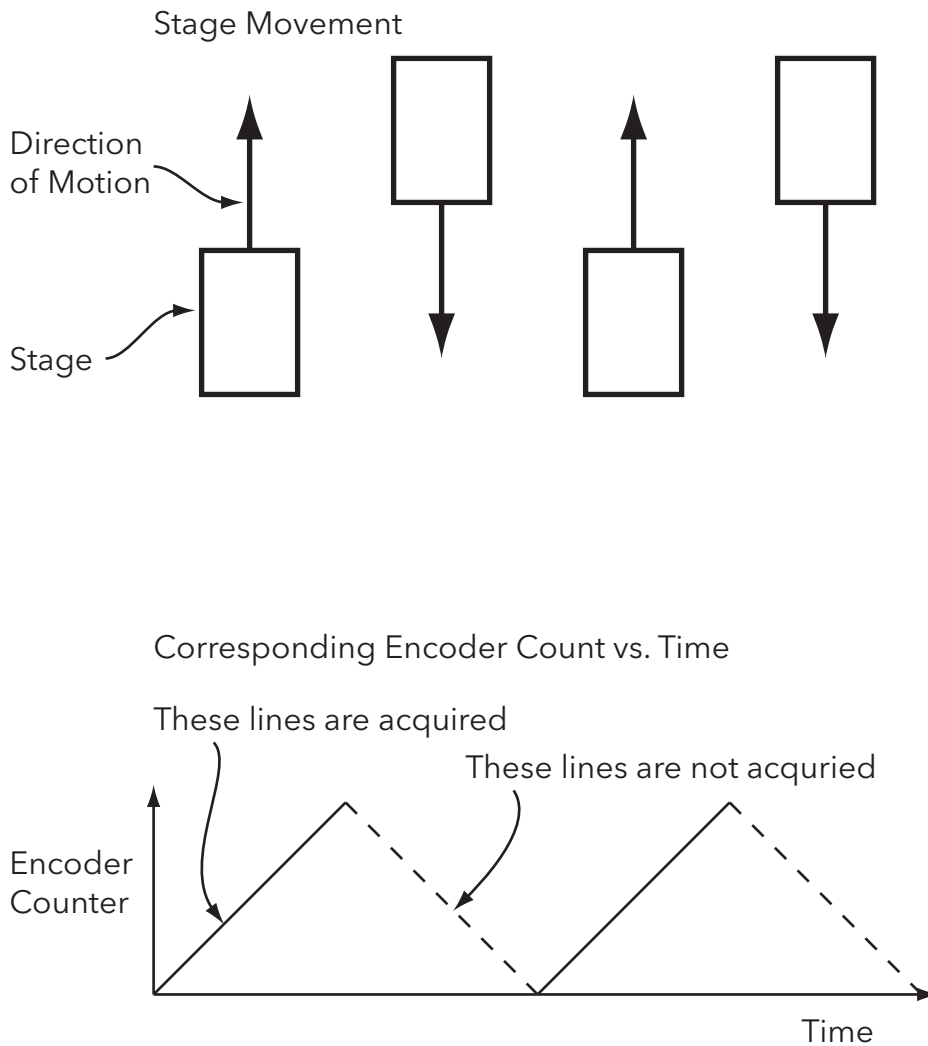 Stage Movement
Direction
of Motion
Stage
Corresponding Encoder Count vs. Time
These lines are acquired
These lines are not acquried
Encoder
Counter
Time